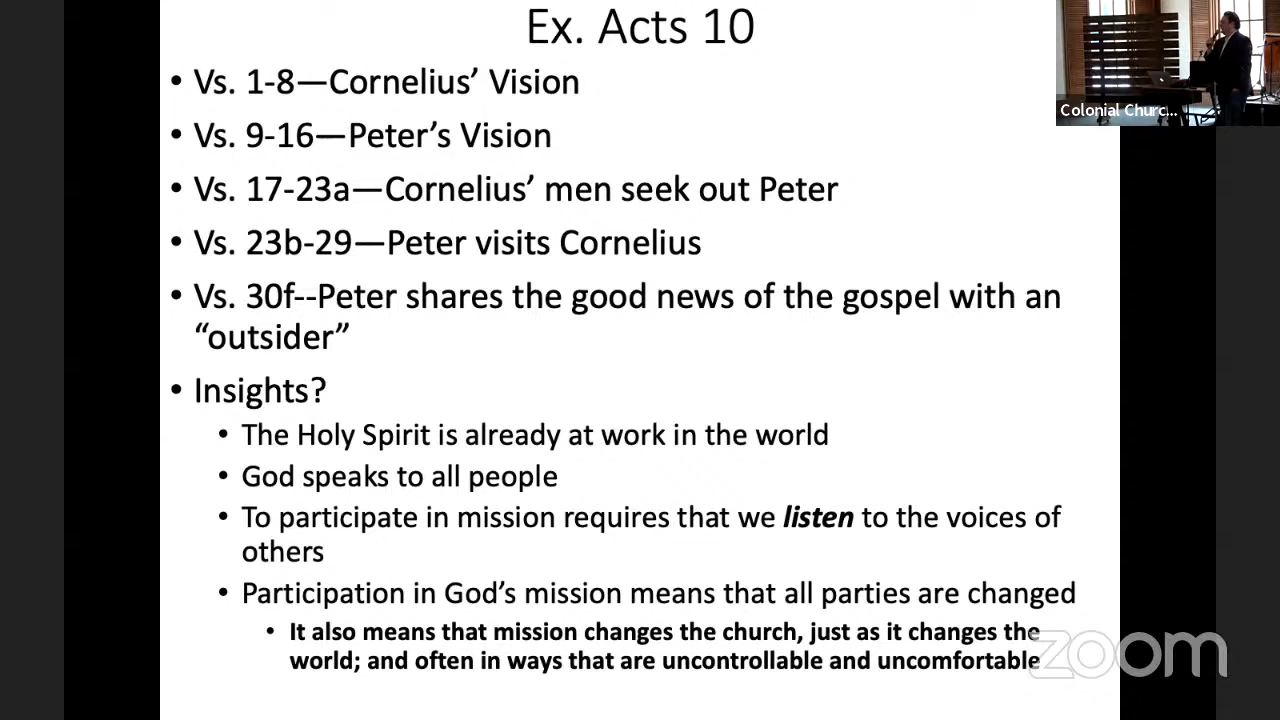 Ex. Acts 10
Colonial Churc...
• Vs. 1-8—Cornelius’ Vision
• Vs. 9-16—Peter’s Vision
• Vs. 17-23a—Cornelius’ men seek out Peter
• Vs. 23b-29—Peter visits Cornelius
• Vs. 30f--Peter shares the good news of the gospel with an
“outsider”
• Insights?
• The Holy Spirit is already at work in the world
• God speaks to all people
• To participate in mission requires that we listen to the voices of
others
• Participation in God’s mission means that all parties are changed
• It also means that mission changes the church, just as it changes the
world; and often in ways that are uncontrollable and uncomfortable
zoom